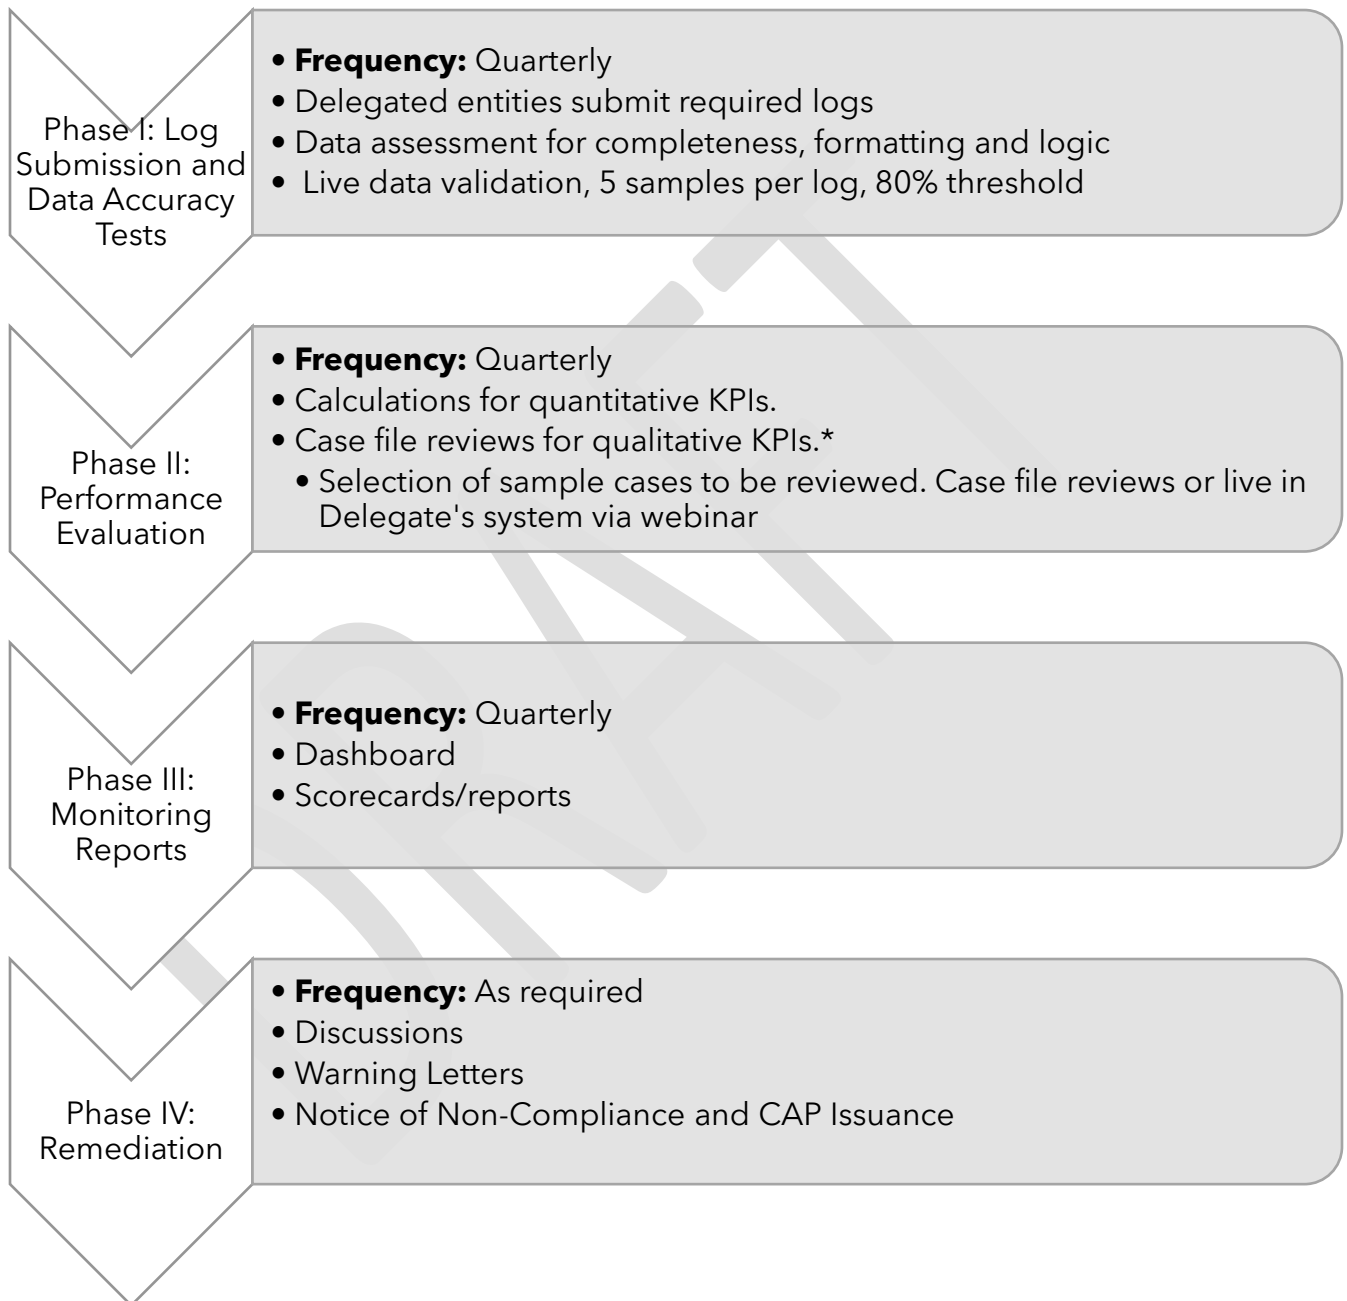 Phase I: Log
Submission and
Data Accuracy
Tests
• Frequency: Quarterly
• Delegated entities submit required logs
• Data assessment for completeness, formatting and logic
• Live data validation, 5 samples per log, 80% threshold
Phase II:
Performance
Evaluation
• Frequency: Quarterly
• Calculations for quantitative KPIs.
• Case file reviews for qualitative KPIs.*
• Selection of sample cases to be reviewed. Case file reviews or live in
Delegate's system via webinar
Phase III:
Monitoring
Reports
• Frequency: Quarterly
• Dashboard
• Scorecards/reports
Phase IV:
Remediation
• Frequency: As required
• Discussions
• Warning Letters
• Notice of Non-Compliance and CAP Issuance
DRAFT